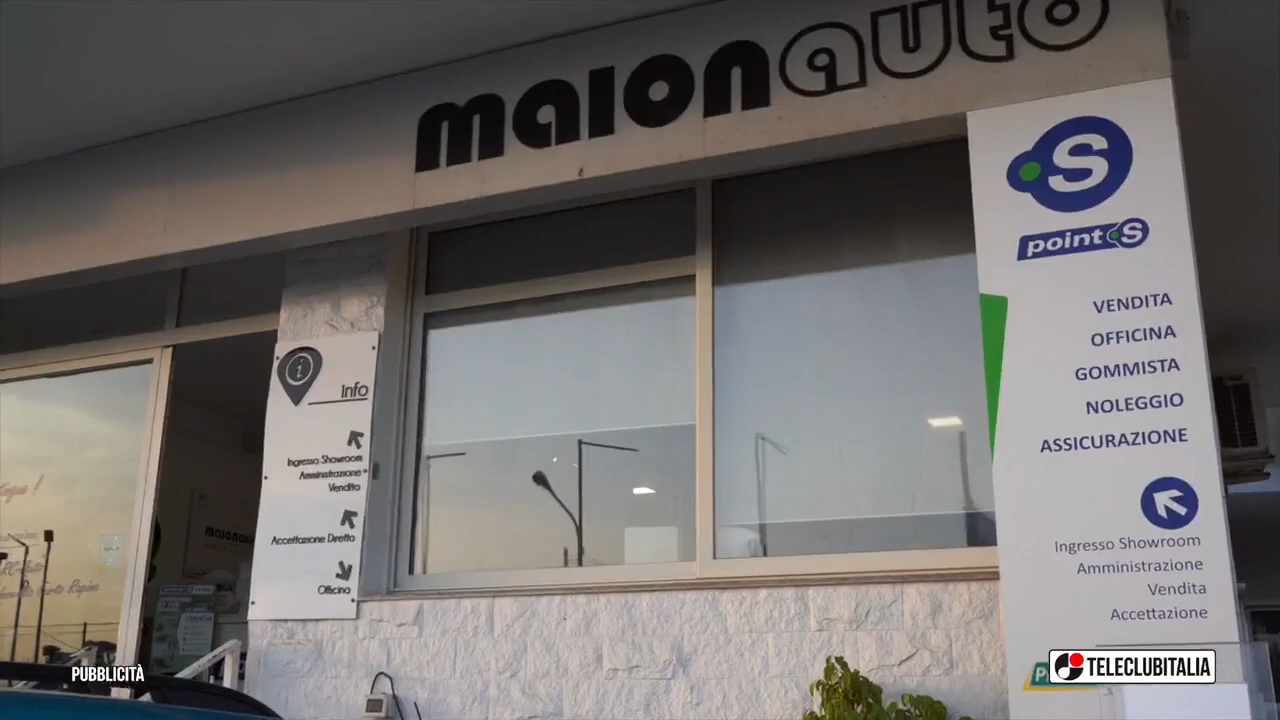 maionauto
S
point S
VENDITA
OFFICINA
GOMMISTA
NOLEGGIO
ASSICURAZIONE
Ingresso Showroom
Amministrazione
Vendita
Accettazione
i
Info
Ingresso Showroom
Amministrazione
Vendita
Accettazione Diretta
Officina
PUBBLICITÀ
TELECLUBITALIA